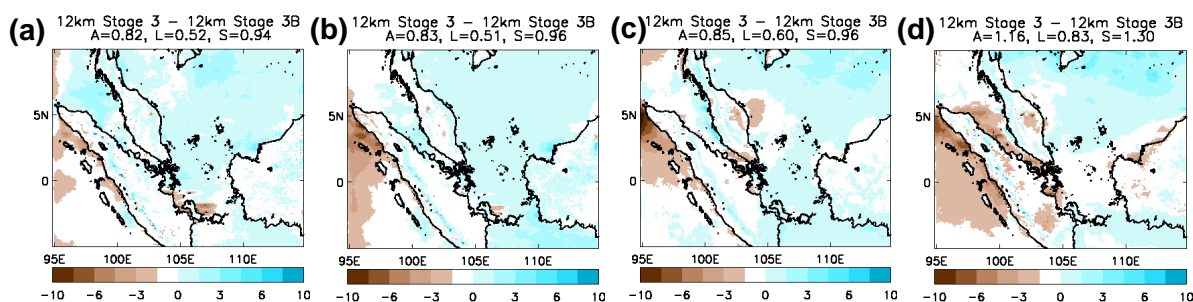 (a) 12km Stage 3 - 12km Stage 3B
A=0.82, L=0.52, S=0.94
5N
0
95E 100E 105E 110E
-10 -6 -3 0 3 6 10
(b) 12km Stage 3 - 12km Stage 3B
A=0.83, L=0.51, S=0.96
5N
0
95E 100E 105E 110E
-10 -6 -3 0 3 6 10
(c) 12km Stage 3 - 12km Stage 3B
A=0.85, L=0.60, S=0.96
5N
0
95E 100E 105E 110E
-10 -6 -3 0 3 6 10
(d) 12km Stage 3 - 12km Stage 3B
A=1.16, L=0.83, S=1.30
5N
0
95E 100E 105E 110E
-10 -6 -3 0 3 6 10